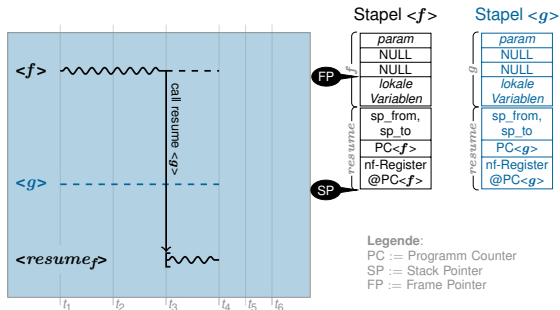 Stapel <f>
Stapel <g>
<f>
call resume <g>
<g>
<resume_f>
t1 t2 t3 t4 t5 t6
FP
SP
f
resume
param
NULL
NULL
lokale
Variablen
sp_from,
sp_to
PC<f>
nf-Register
@PC<f>
g
resume
param
NULL
NULL
lokale
Variablen
sp_from,
sp_to
PC<g>
nf-Register
@PC<g>
Legende:
PC := Programm Counter
SP := Stack Pointer
FP := Frame Pointer